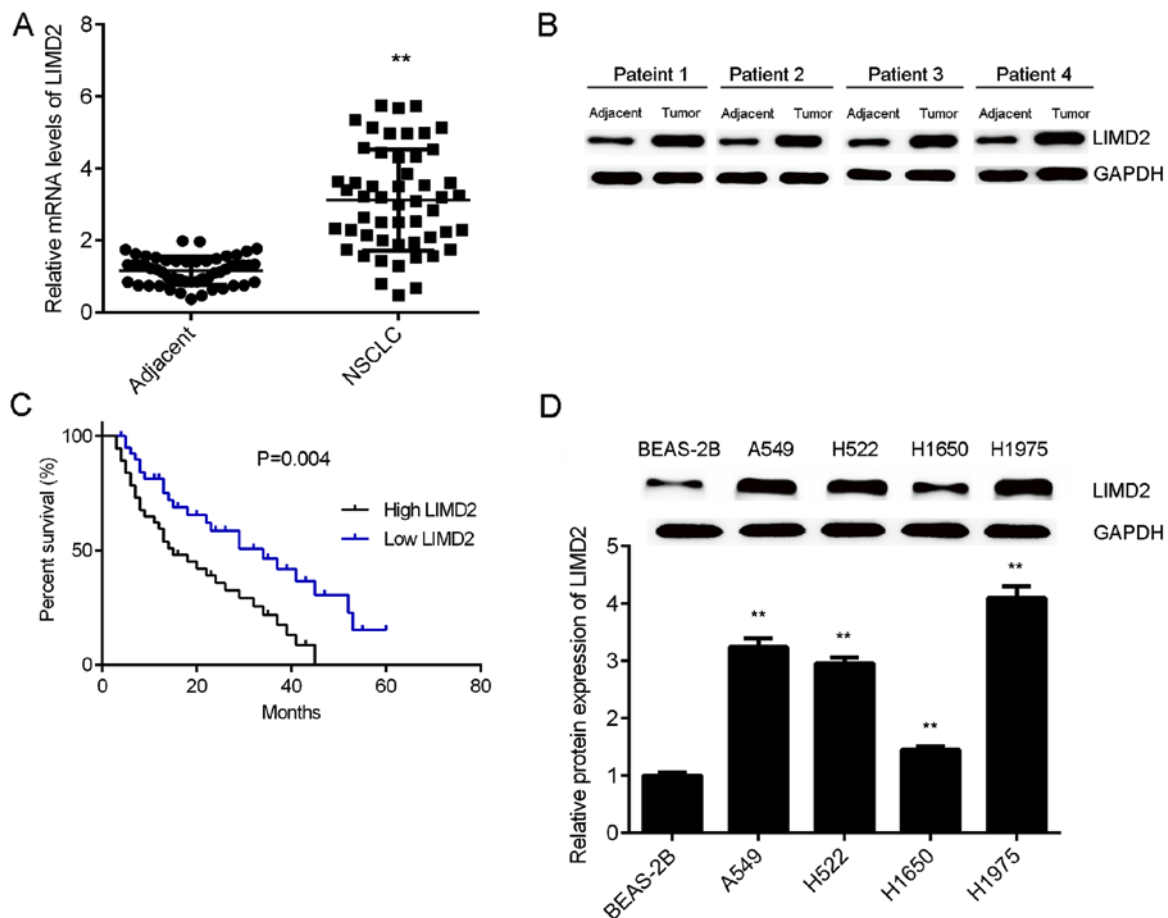 A
Relative mRNA levels of LIMD2
8
6
4
2
0
**
Adjacent
NSCLC
B
Pateint 1 Patient 2 Patient 3 Patient 4
Adjacent Tumor Adjacent Tumor Adjacent Tumor Adjacent Tumor
LIMD2
GAPDH
C
Percent survival (%)
100
50
0
P=0.004
High LIMD2
Low LIMD2
0 20 40 60 80
Months
D
BEAS-2B A549 H522 H1650 H1975
LIMD2
GAPDH
Relative protein expression of LIMD2
5
4
3
2
1
0
** ** ** **
BEAS-2B
A549
H522
H1650
H1975